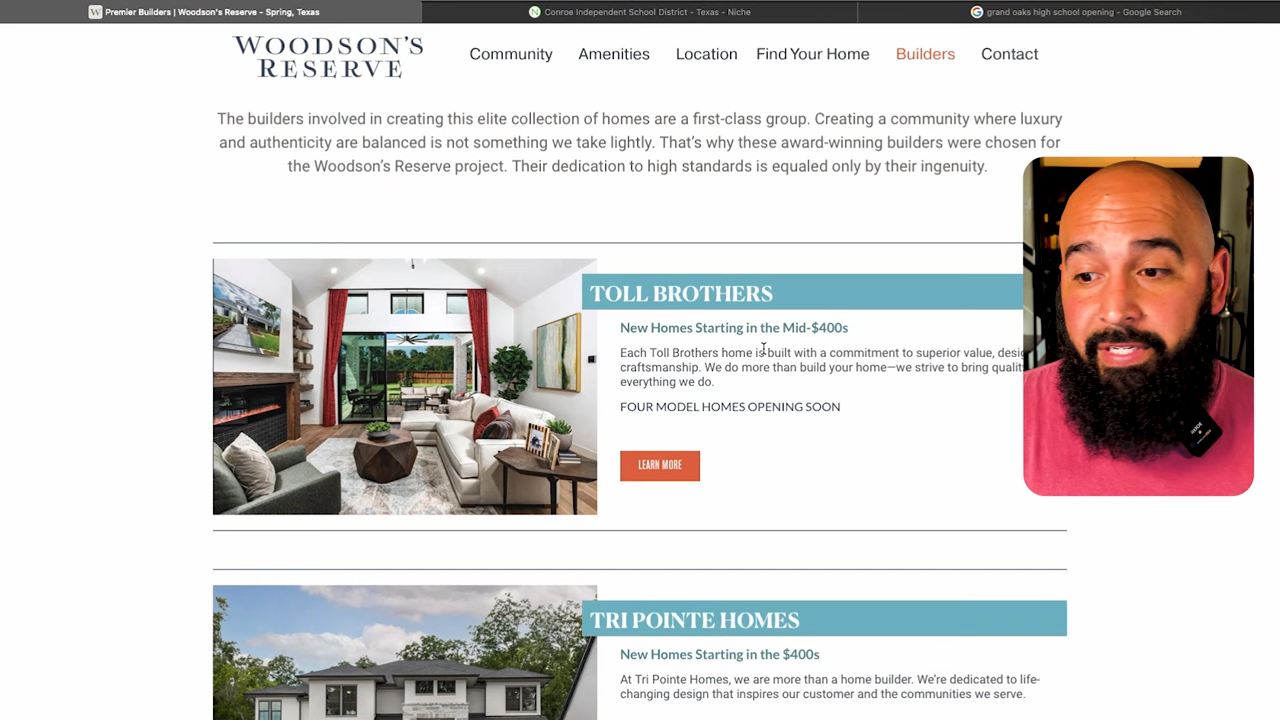 Premier Builders | Woodson's Reserve - Spring, Texas
Conroe Independent School District - Texas - Niche
grand oaks high school opening - Google Search
WOODSON'S RESERVE
Community Amenities Location Find Your Home Builders Contact
The builders involved in creating this elite collection of homes are a first-class group. Creating a community where luxury
and authenticity are balanced is not something we take lightly. That's why these award-winning builders were chosen for
the Woodson's Reserve project. Their dedication to high standards is equaled only by their ingenuity.
TOLL BROTHERS
New Homes Starting in the Mid-$400s
Each Toll Brothers home is built with a commitment to superior value,
craftsmanship. We do more than build your home—we strive to bring
everything we do.
FOUR MODEL HOMES OPENING SOON
LEARN MORE
TRI POINTE HOMES
New Homes Starting in the $400s
At Tri Pointe Homes, we are more than a home builder. We're dedicated to life-
changing design that inspires our customer and the communities we serve.